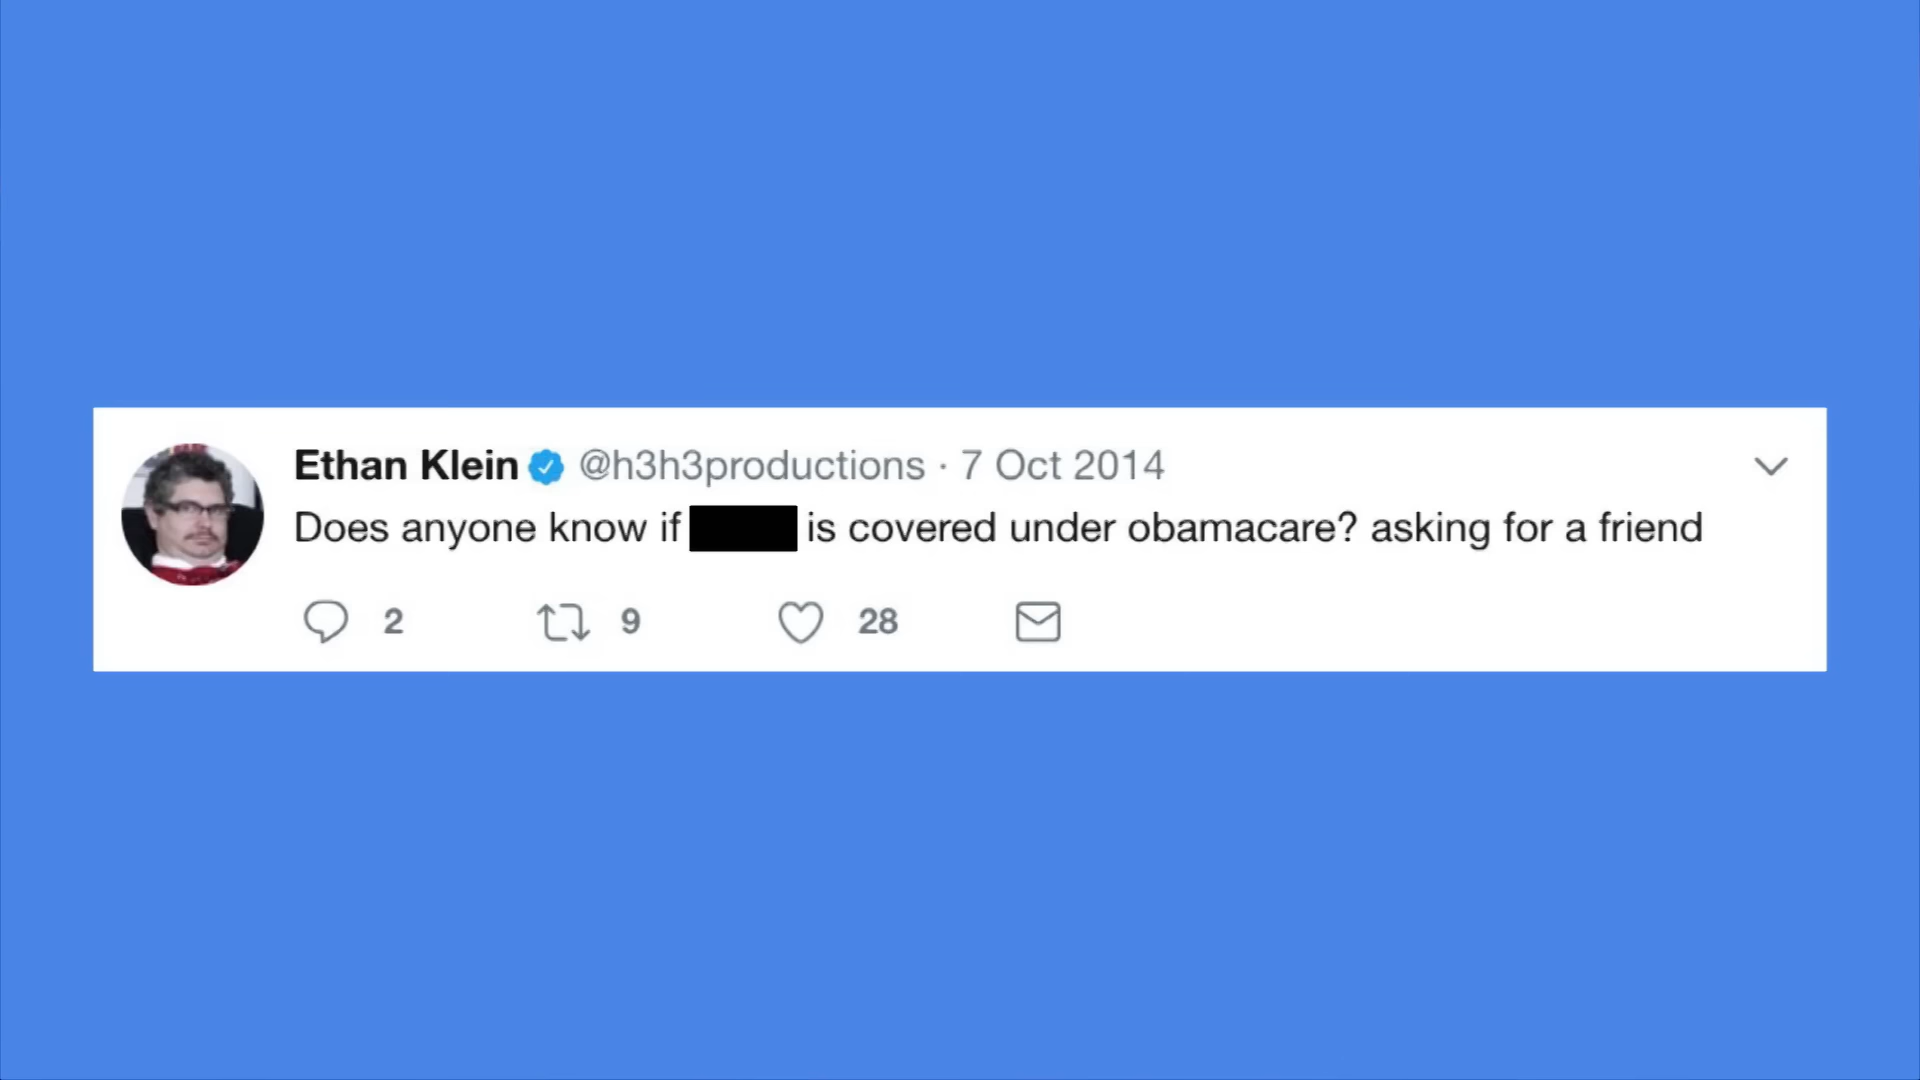 Ethan Klein @h3h3productions · 7 Oct 2014
Does anyone know if is covered under obamacare? asking for a friend
2 9 28